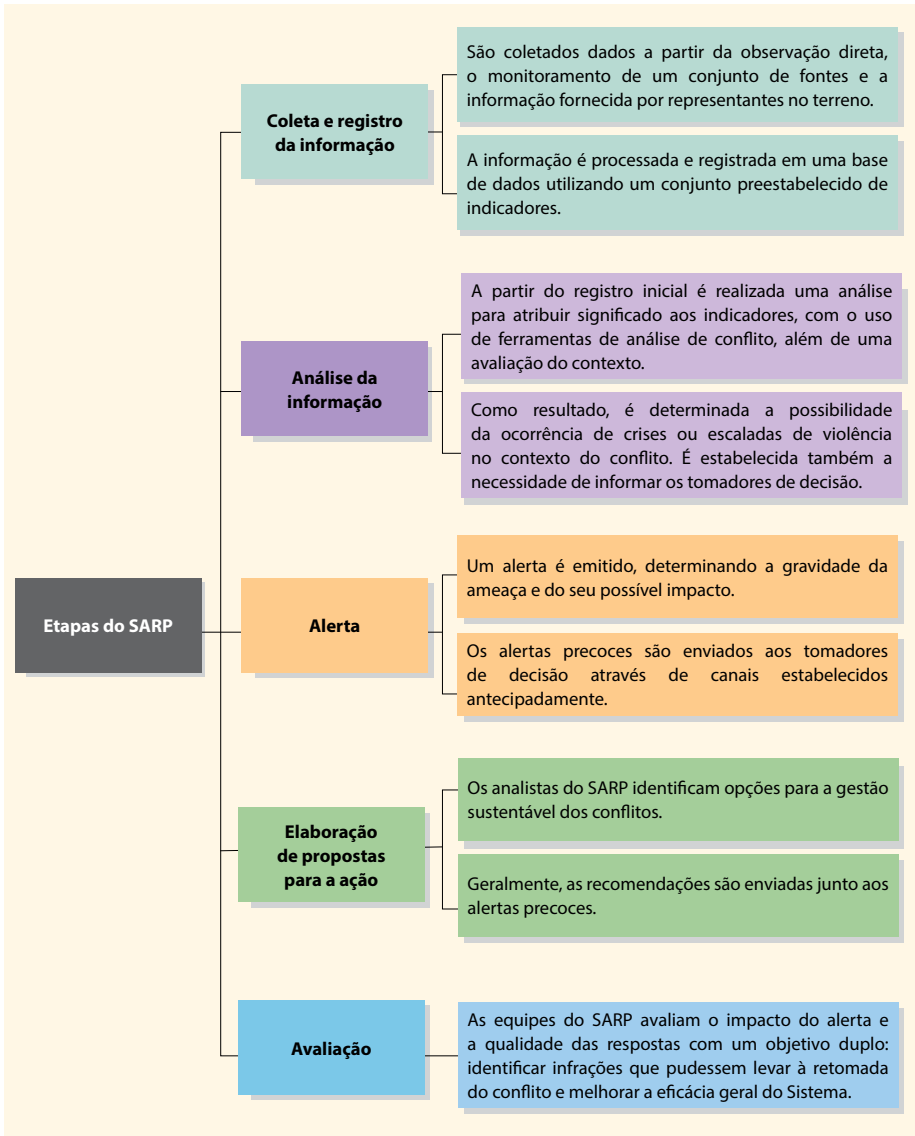 Etapas do SARP
Coleta e registro
da informação
São coletados dados a partir da observação direta,
o monitoramento de um conjunto de fontes e a
informação fornecida por representantes no terreno.
A informação é processada e registrada em uma base
de dados utilizando um conjunto preestabelecido de
indicadores.
Análise da
informação
A partir do registro inicial é realizada uma análise
para atribuir significado aos indicadores, com o uso
de ferramentas de análise de conflito, além de uma
avaliação do contexto.
Como resultado, é determinada a possibilidade
da ocorrência de crises ou escaladas de violência
no contexto do conflito. É estabelecida também a
necessidade de informar os tomadores de decisão.
Alerta
Um alerta é emitido, determinando a gravidade da
ameaça e do seu possível impacto.
Os alertas precoces são enviados aos tomadores
de decisão através de canais estabelecidos
antecipadamente.
Elaboração
de propostas
para a ação
Os analistas do SARP identificam opções para a gestão
sustentável dos conflitos.
Geralmente, as recomendações são enviadas junto aos
alertas precoces.
Avaliação
As equipes do SARP avaliam o impacto do alerta e
a qualidade das respostas com um objetivo duplo:
identificar infrações que pudessem levar à retomada
do conflito e melhorar a eficácia geral do Sistema.